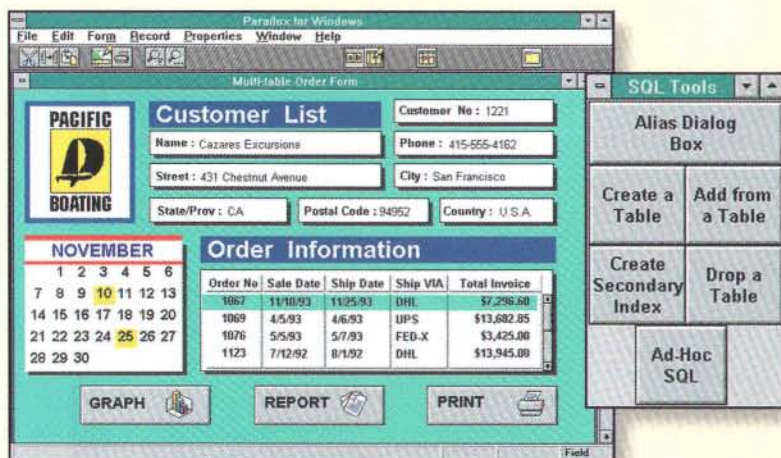 Paradox for Windows
File Edit Form Record Properties Window Help
Multi-table Order Form
PACIFIC
BOATING
Customer List
Customer No : 1221
Name : Cazares Excursions
Phone : 415-555-4182
Street : 431 Chestnut Avenue
City : San Francisco
State/Prov : CA
Postal Code : 94952
Country : U.S.A
NOVEMBER
1 2 3 4 5 6
7 8 9 10 11 12 13
14 15 16 17 18 19 20
21 22 23 24 25 26 27
28 29 30
Order Information
Order No Sale Date Ship Date Ship VIA Total Invoice
1067 11/10/93 11/25/93 DHL $7,296.60
1069 4/5/93 4/6/93 UPS $13,682.85
1076 5/5/93 5/7/93 FED-X $3,425.00
1123 7/12/92 8/1/92 DHL $13,945.00
GRAPH
REPORT
PRINT
Field
SQL Tools
Alias Dialog
Box
Create a
Table
Add from
a Table
Create
Secondary
Index
Drop a
Table
Ad-Hoc
SQL